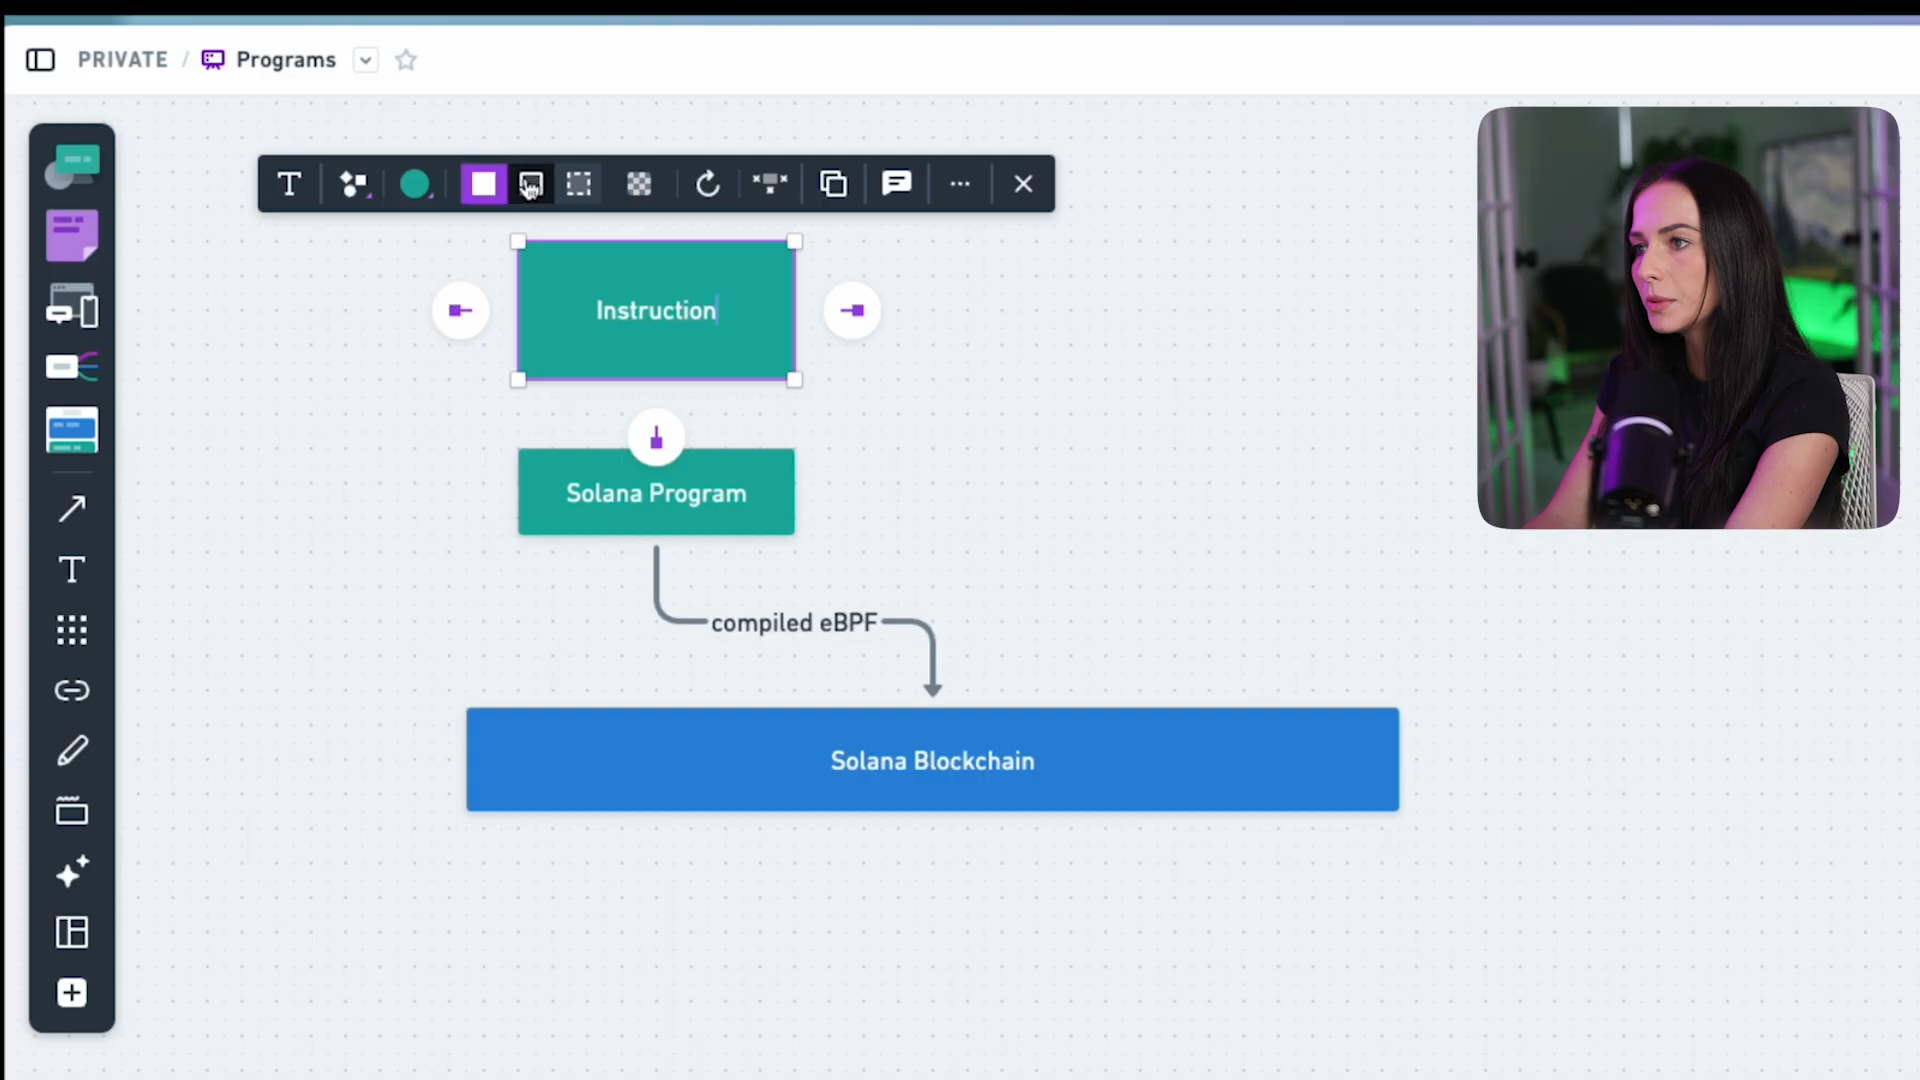 PRIVATE / Programs
Instruction
Solana Program
compiled eBPF
Solana Blockchain